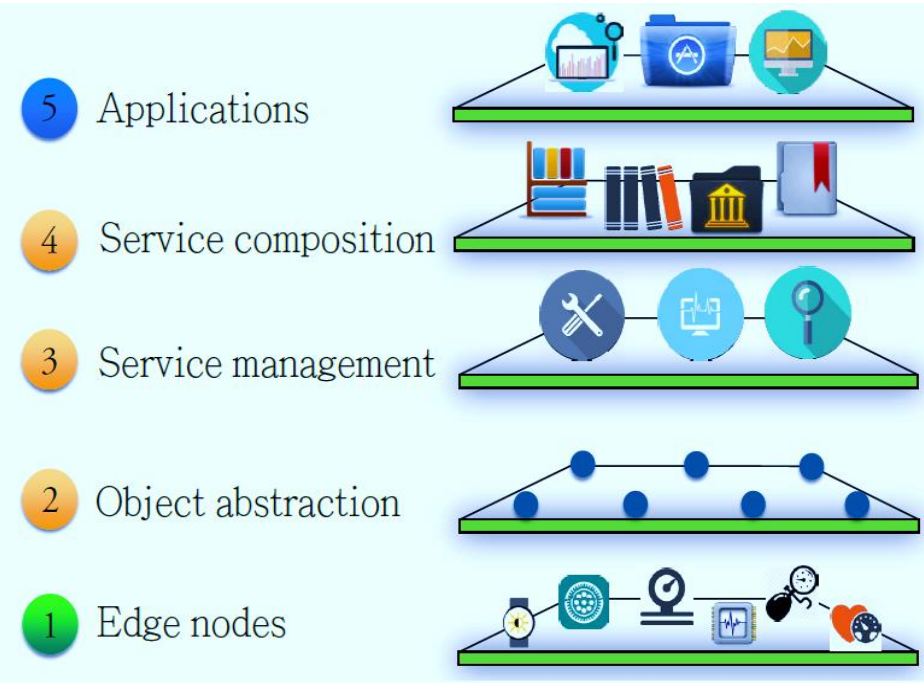 5 Applications
4 Service composition
3 Service management
2 Object abstraction
1 Edge nodes